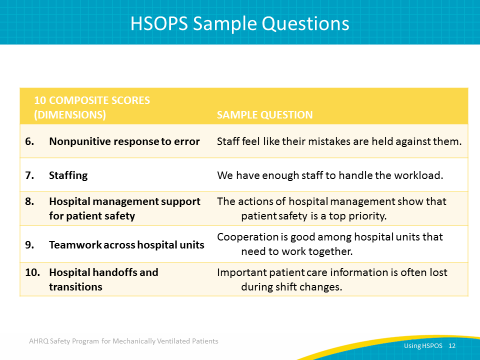 HSOPS Sample Questions
10 COMPOSITE SCORES
(DIMENSIONS)
SAMPLE QUESTION
6. Nonpunitive response to error
Staff feel like their mistakes are held against them.
7. Staffing
We have enough staff to handle the workload.
8. Hospital management support
for patient safety
The actions of hospital management show that
patient safety is a top priority.
9. Teamwork across hospital units
Cooperation is good among hospital units that
need to work together.
10. Hospital handoffs and
transitions
Important patient care information is often lost
during shift changes.
AHRQ Safety Program for Mechanically Ventilated Patients
Using HSPOS 12